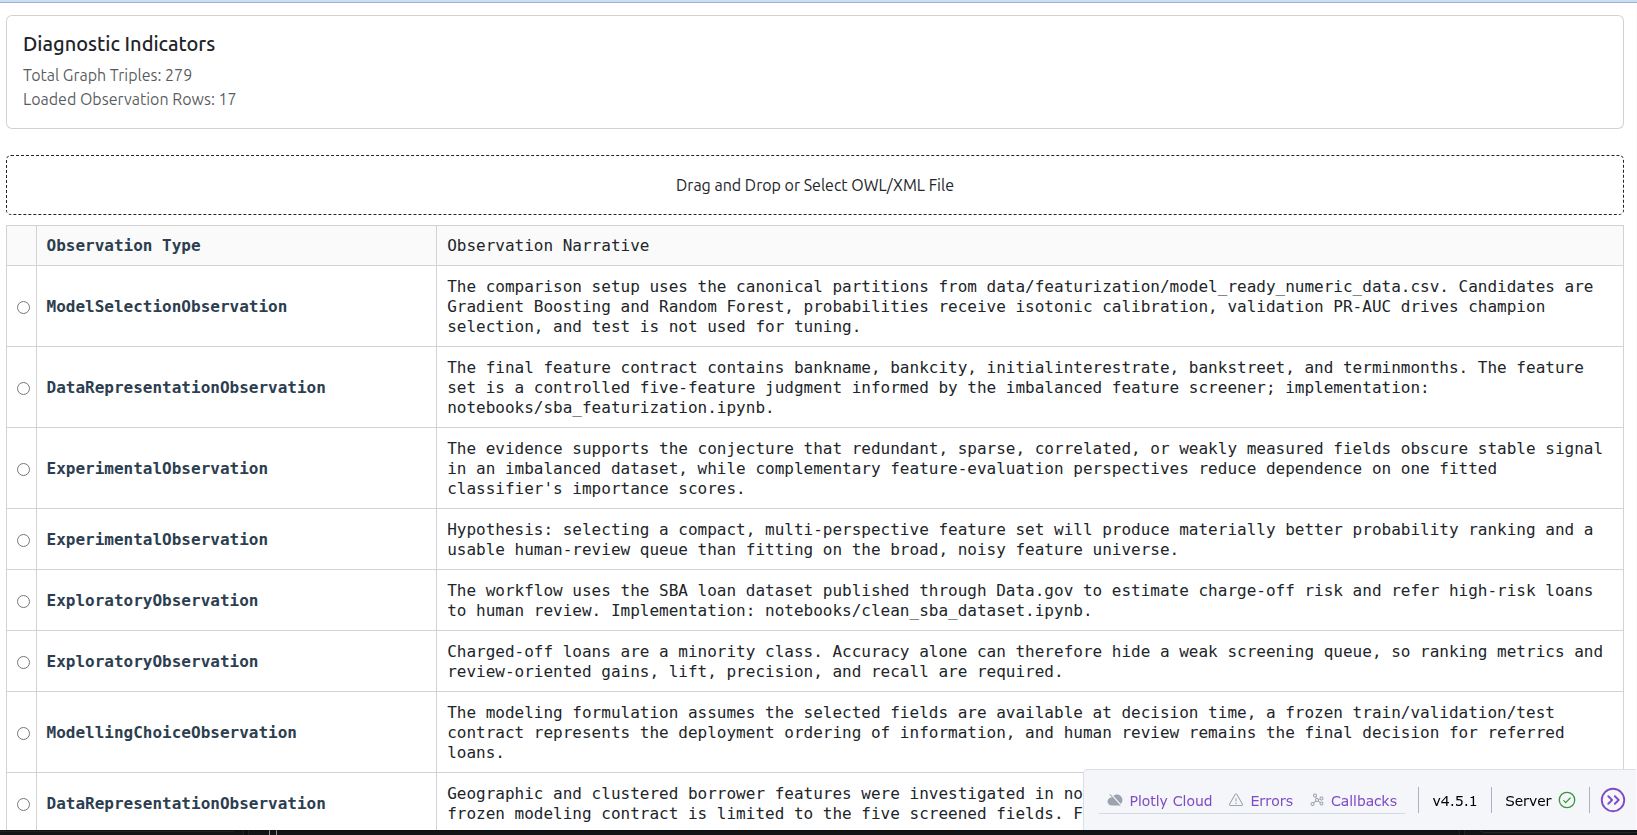 Diagnostic Indicators
Total Graph Triples: 279
Loaded Observation Rows: 17
Drag and Drop or Select OWL/XML File
Observation Type
Observation Narrative
ModelSelectionObservation
The comparison setup uses the canonical partitions from data/featurization/model_ready_numeric_data.csv. Candidates are
Gradient Boosting and Random Forest, probabilities receive isotonic calibration, validation PR-AUC drives champion
selection, and test is not used for tuning.
DataRepresentationObservation
The final feature contract contains bankname, bankcity, initialinterestrate, bankstreet, and terminmonths. The feature
set is a controlled five-feature judgment informed by the imbalanced feature screener; implementation:
notebooks/sba_featurization.ipynb.
ExperimentalObservation
The evidence supports the conjecture that redundant, sparse, correlated, or weakly measured fields obscure stable signal
in an imbalanced dataset, while complementary feature-evaluation perspectives reduce dependence on one fitted
classifier's importance scores.
ExperimentalObservation
Hypothesis: selecting a compact, multi-perspective feature set will produce materially better probability ranking and a
usable human-review queue than fitting on the broad, noisy feature universe.
ExploratoryObservation
The workflow uses the SBA loan dataset published through Data.gov to estimate charge-off risk and refer high-risk loans
to human review. Implementation: notebooks/clean_sba_dataset.ipynb.
ExploratoryObservation
Charged-off loans are a minority class. Accuracy alone can therefore hide a weak screening queue, so ranking metrics and
review-oriented gains, lift, precision, and recall are required.
ModellingChoiceObservation
The modeling formulation assumes the selected fields are available at decision time, a frozen train/validation/test
contract represents the deployment ordering of information, and human review remains the final decision for referred
loans.
DataRepresentationObservation
Geographic and clustered borrower features were investigated in no
frozen modeling contract is limited to the five screened fields. F
Plotly Cloud
Errors
Callbacks
v4.5.1
Server